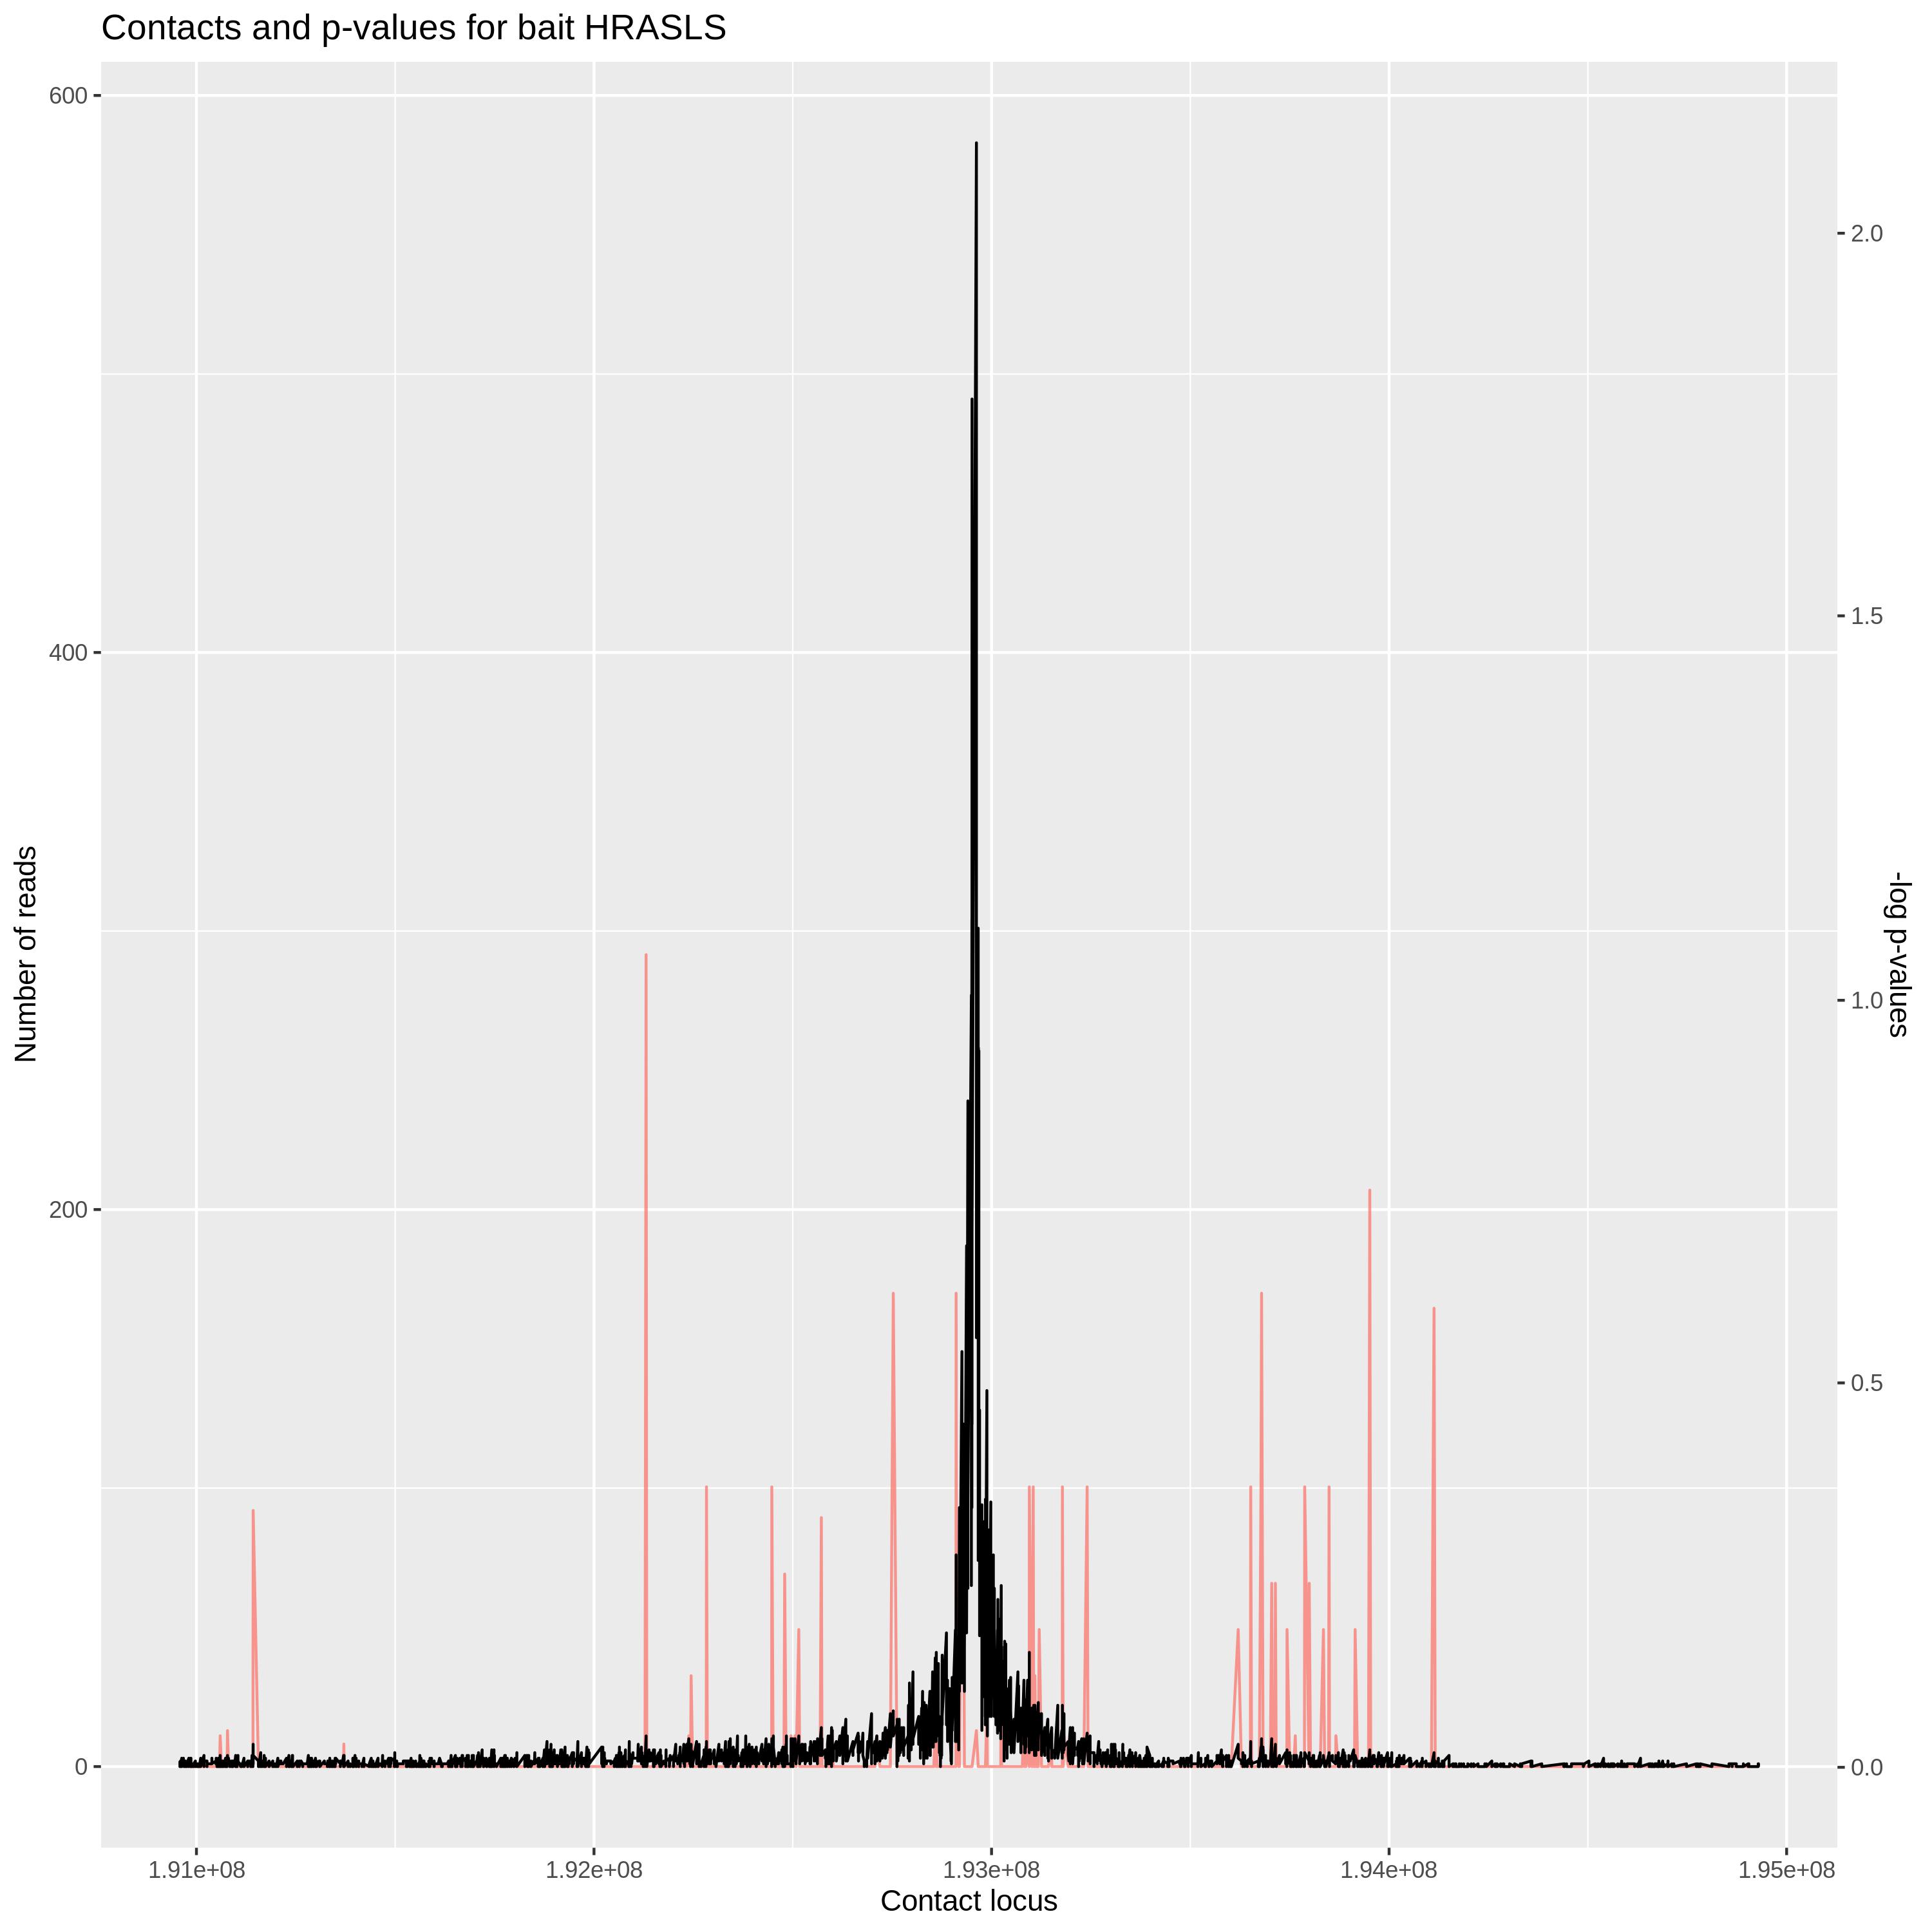 Contacts and p-values for bait HRASLS
600
400
200
0
Number of reads
2.0
1.5
1.0
0.5
0.0
-log p-values
1.91e+08 1.92e+08 1.93e+08 1.94e+08 1.95e+08
Contact locus